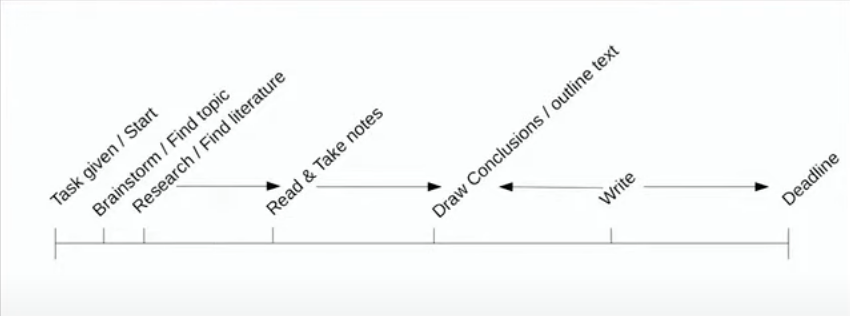 Task given / Start
Brainstorm / Find topic
Research / Find literature
Read & Take notes
Draw Conclusions / outline text
Write
Deadline